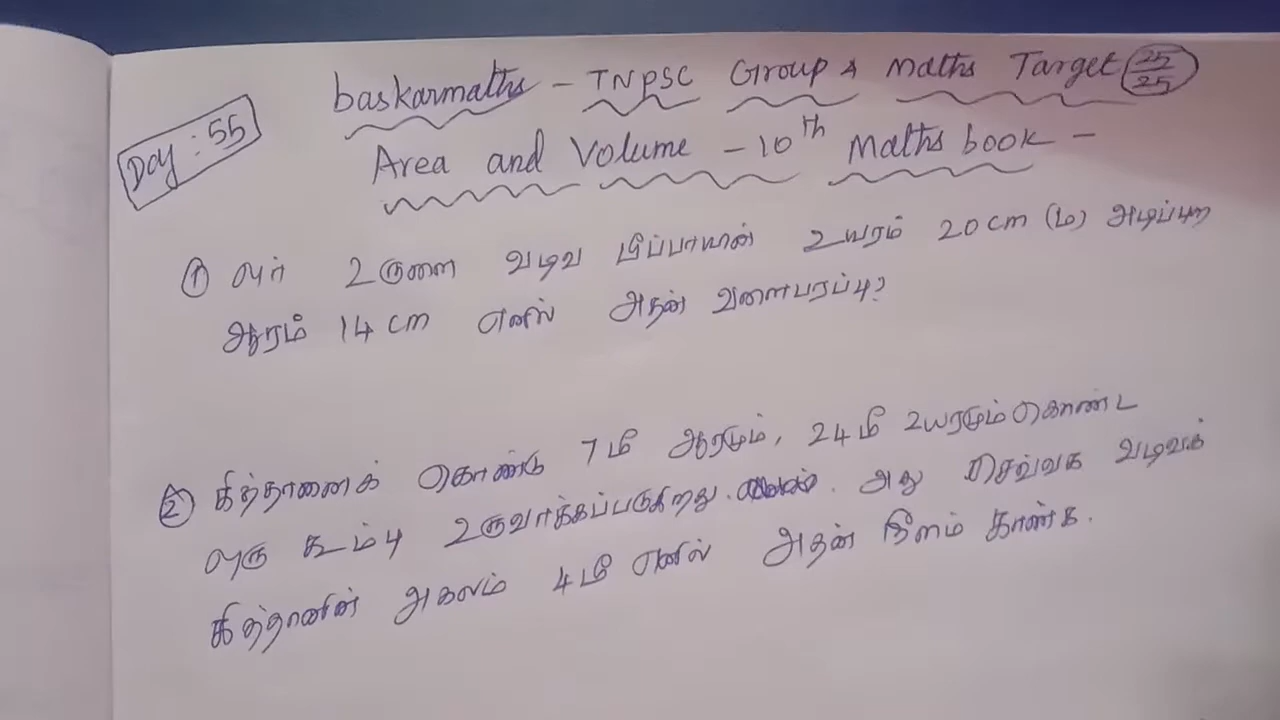 baskarmaths - TNPSC Group 4 Maths Target 25/25
Day : 55
Area and Volume - 10th Maths book -
① ஓர் உருளை வடிவ பீப்பாயின் உயரம் 20 cm (ம) அடிப்புற
ஆரம் 14 cm எனில் அதன் வளைபரப்பு?
② கித்தானைக் கொண்டு 7மீ ஆரமும், 24மீ உயரமும் கொண்ட
ஒரு கூம்பு உருவாக்கப்படுகிறது. அது செவ்வக வடிவக்
கித்தானின் அகலம் 4மீ எனில் அதன் நீளம் காண்க.